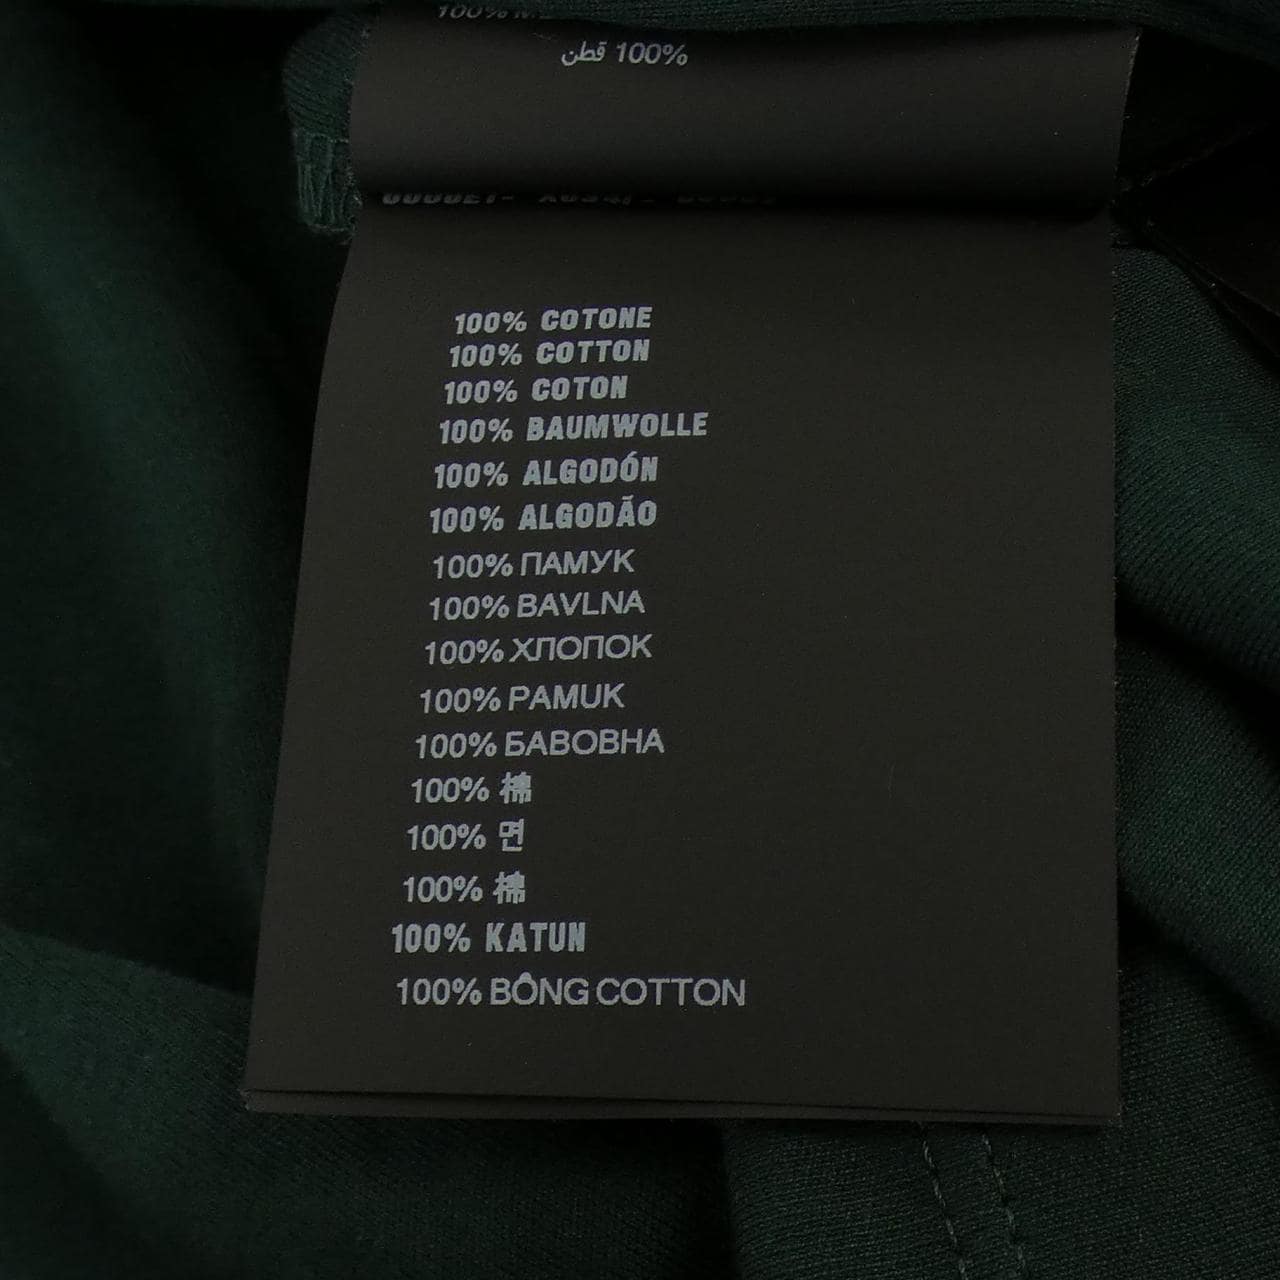 100% قطن
100% COTONE
100% COTTON
100% COTON
100% BAUMWOLLE
100% ALGODÓN
100% ALGODÃO
100% ПАМУК
100% BAVLNA
100% ХЛОПОК
100% PAMUK
100% БАВОВНА
100% 棉
100% 면
100% 棉
100% KATUN
100% BÔNG COTTON